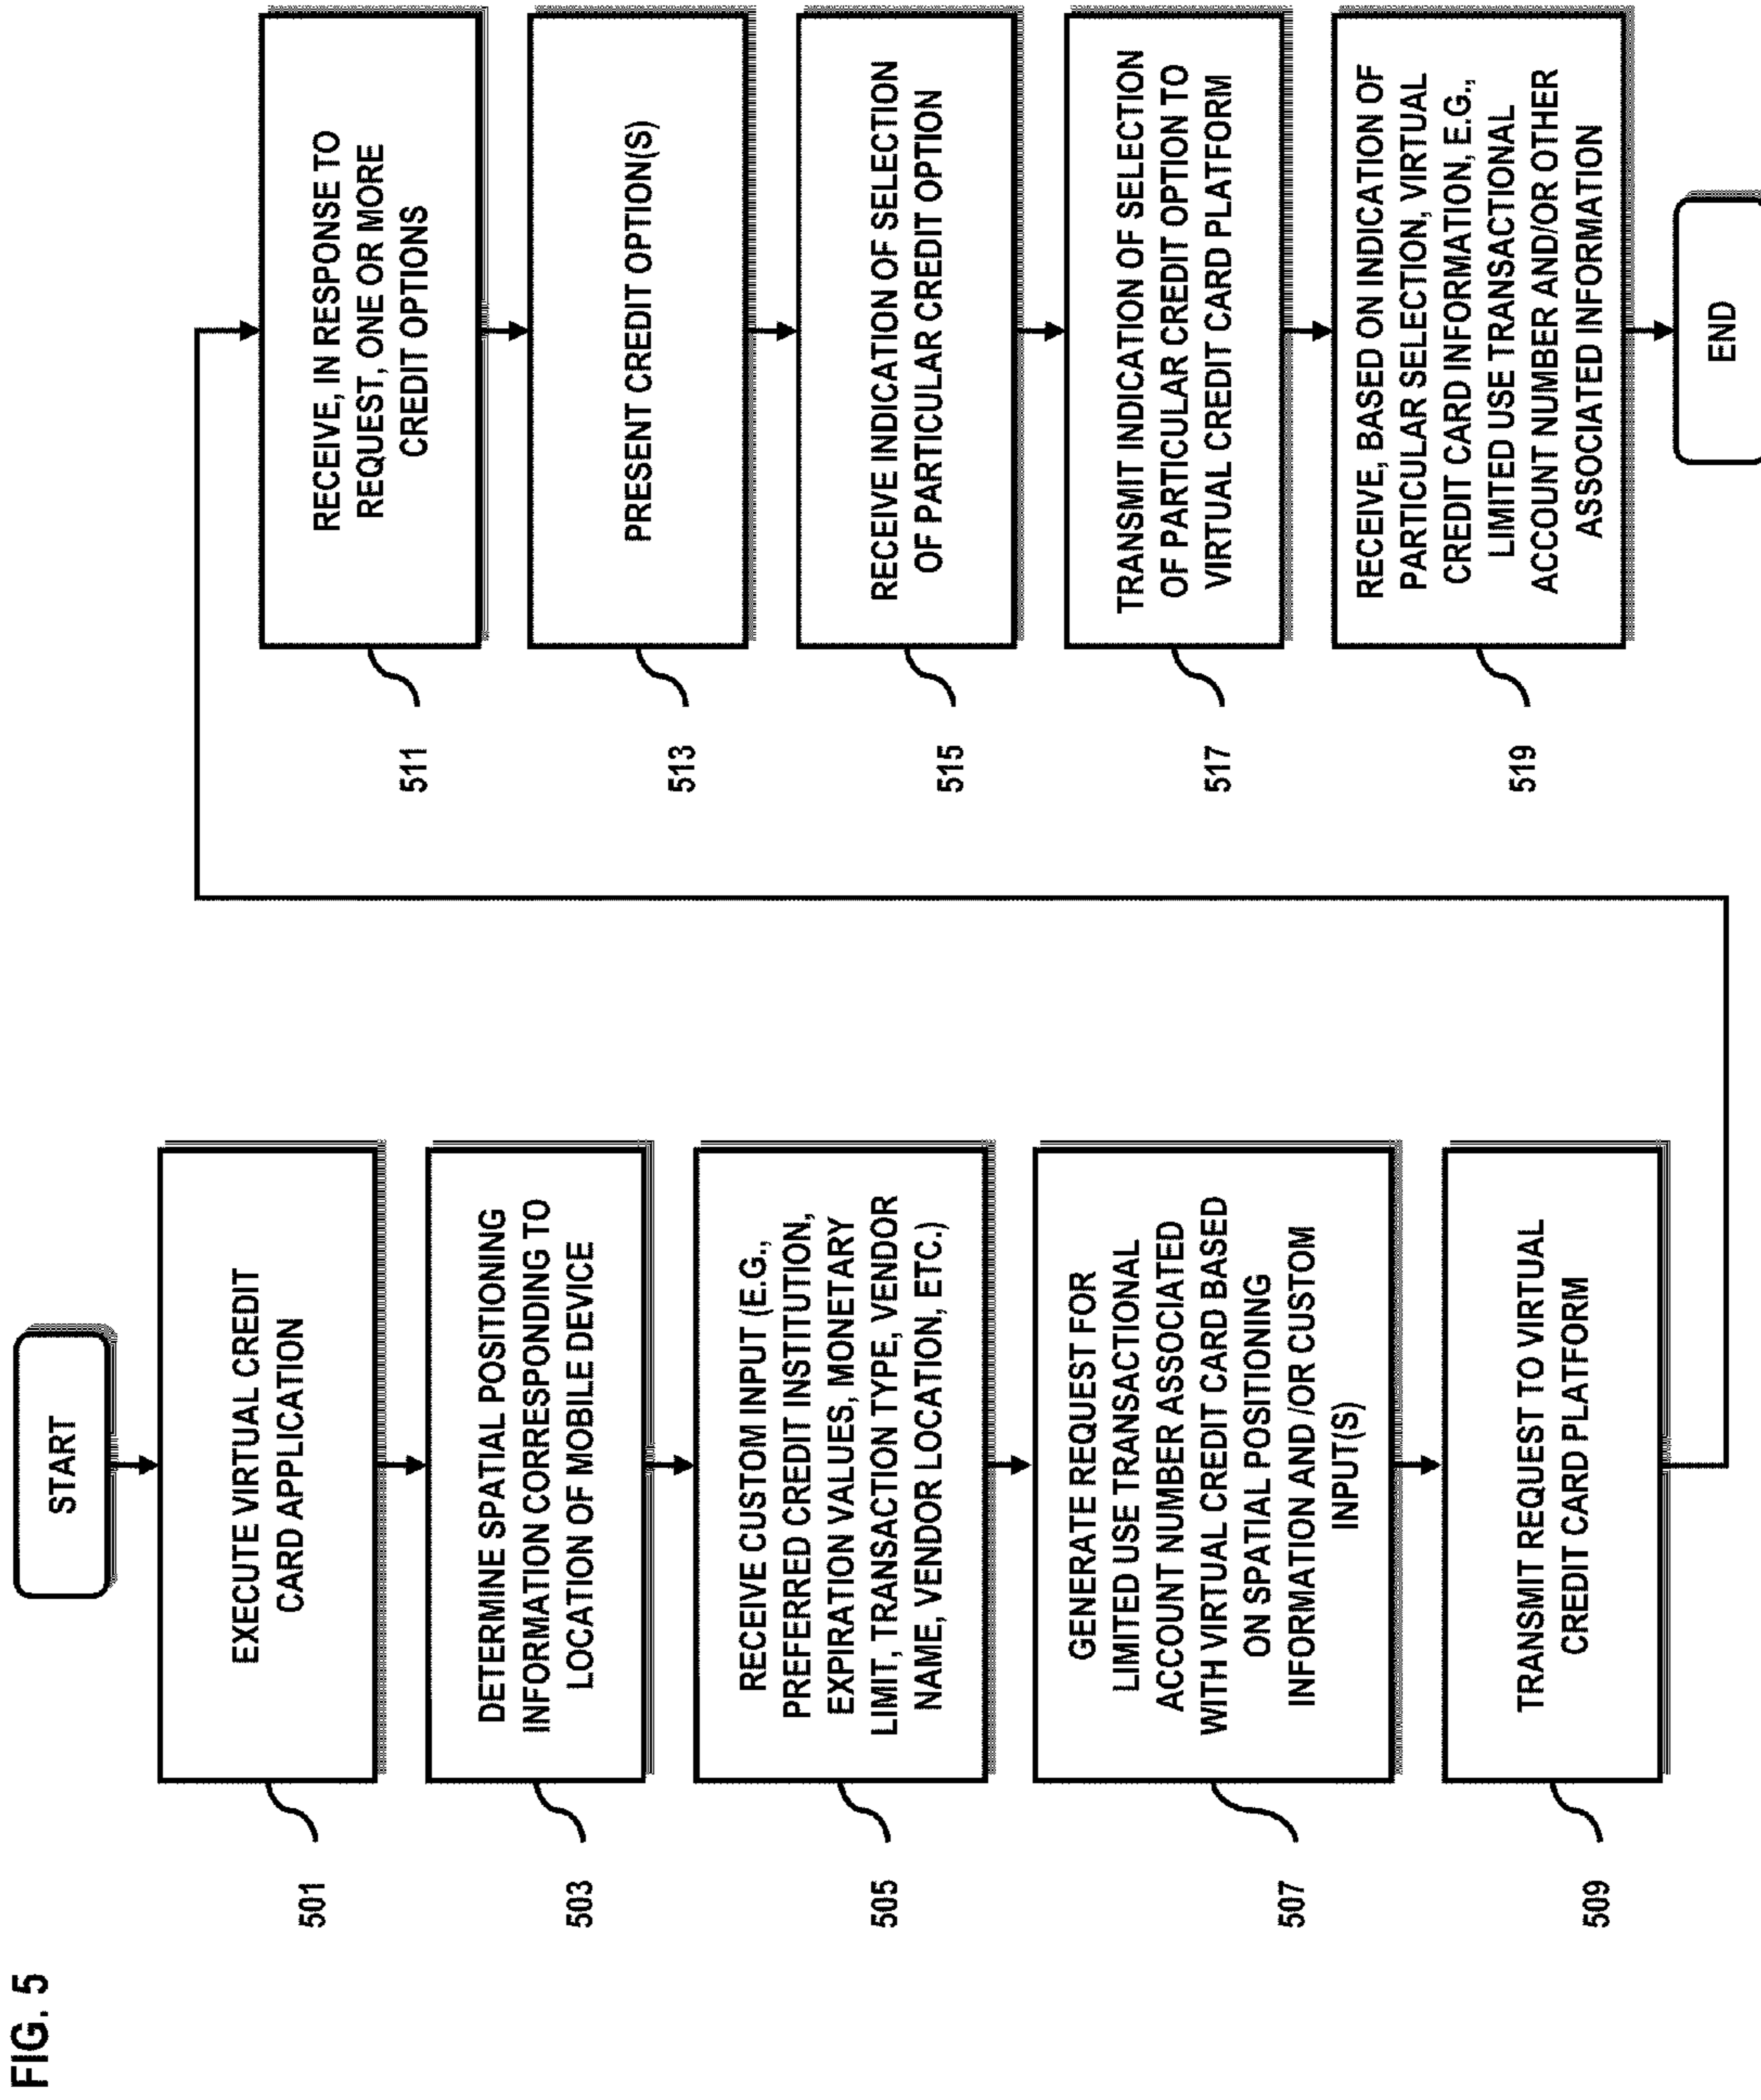 FIG. 5
START
EXECUTE VIRTUAL CREDIT
CARD APPLICATION
501
DETERMINE SPATIAL POSITIONING
INFORMATION CORRESPONDING TO
LOCATION OF MOBILE DEVICE
503
RECEIVE CUSTOM INPUT (E.G.,
PREFERRED CREDIT INSTITUTION,
EXPIRATION VALUES, MONETARY
LIMIT, TRANSACTION TYPE, VENDOR
NAME, VENDOR LOCATION, ETC.)
505
GENERATE REQUEST FOR
LIMITED USE TRANSACTIONAL
ACCOUNT NUMBER ASSOCIATED
WITH VIRTUAL CREDIT CARD BASED
ON SPATIAL POSITIONING
INFORMATION AND /OR CUSTOM
INPUT(S)
507
TRANSMIT REQUEST TO VIRTUAL
CREDIT CARD PLATFORM
509
RECEIVE, IN RESPONSE TO
REQUEST, ONE OR MORE
CREDIT OPTIONS
511
PRESENT CREDIT OPTION(S)
513
RECEIVE INDICATION OF SELECTION
OF PARTICULAR CREDIT OPTION
515
TRANSMIT INDICATION OF SELECTION
OF PARTICULAR CREDIT OPTION TO
VIRTUAL CREDIT CARD PLATFORM
517
RECEIVE, BASED ON INDICATION OF
PARTICULAR SELECTION, VIRTUAL
CREDIT CARD INFORMATION, E.G.,
LIMITED USE TRANSACTIONAL
ACCOUNT NUMBER AND/OR OTHER
ASSOCIATED INFORMATION
519
END